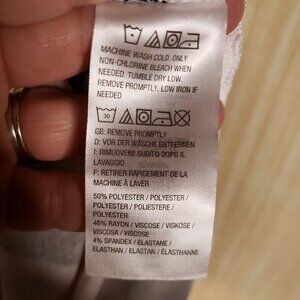 MACHINE WASH COLD, ONLY
NON-CHLORINE BLEACH WHEN
NEEDED, TUMBLE DRY LOW.
REMOVE PROMPTLY, LOW IRON IF
NEEDED
30
GB: REMOVE PROMPTLY
D: VOR DER WÄSCHE ENTFERNEN
I: RIMUOVERE SUBITO DOPO IL
LAVAGGIO
F: RETIRER RAPIDEMENT DE LA
MACHINE À LAVER
50% POLYESTER / POLYESTER /
POLYESTER / POLIESTERE /
POLYESTER
46% RAYON / VISCOSE / VISKOSE /
VISCOSA / VISCOSE
4% SPANDEX / ELASTANE /
ELASTHAN / ELASTAN / ÉLASTHANNE